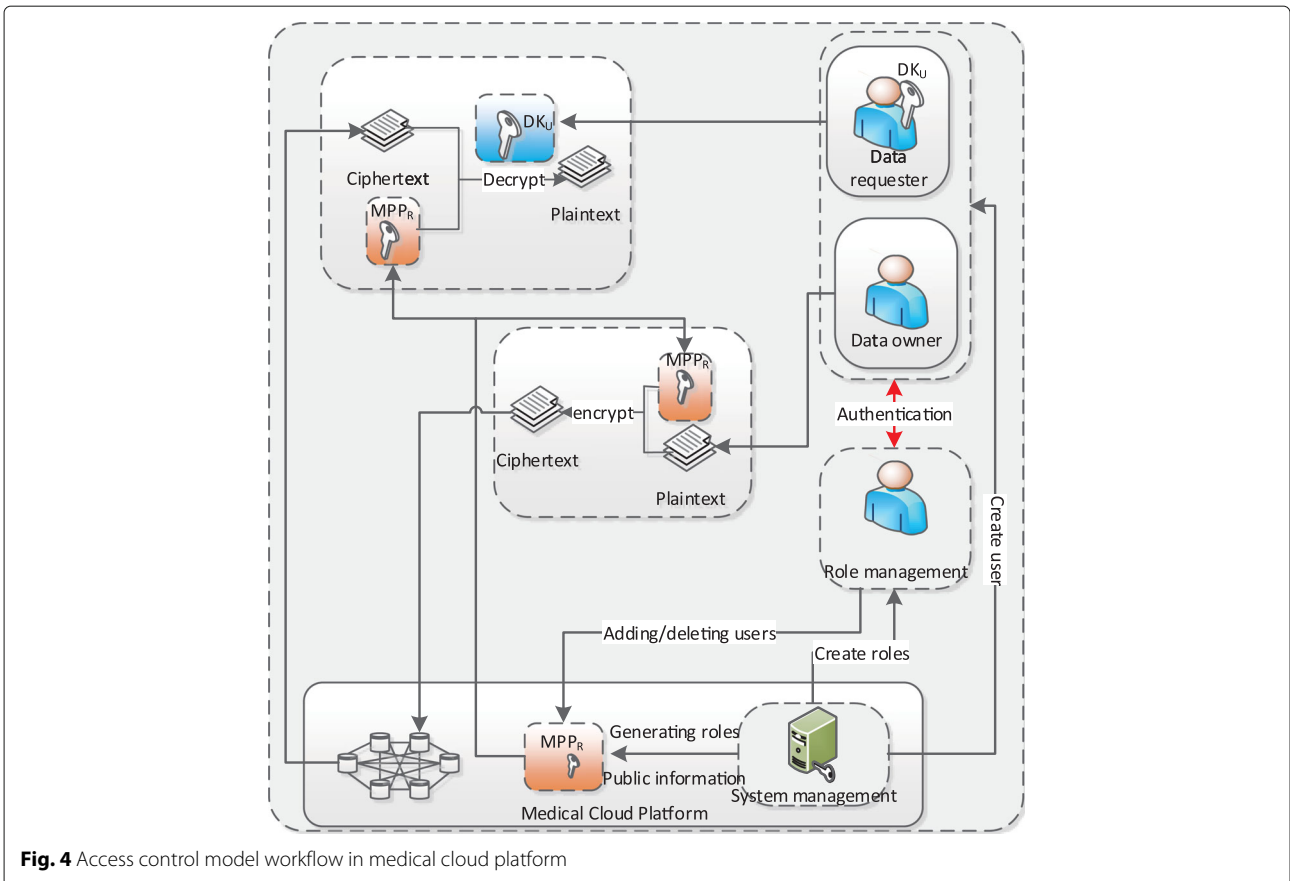 DKU
Data
requester
DKU
Ciphertext
Decrypt
Plaintext
MPPR
Data owner
MPPR
encrypt
Ciphertext
Plaintext
Authentication
Role management
Create user
Adding/deleting users
Create roles
MPPR
Generating roles
Public information
System management
Medical Cloud Platform
Fig. 4 Access control model workflow in medical cloud platform